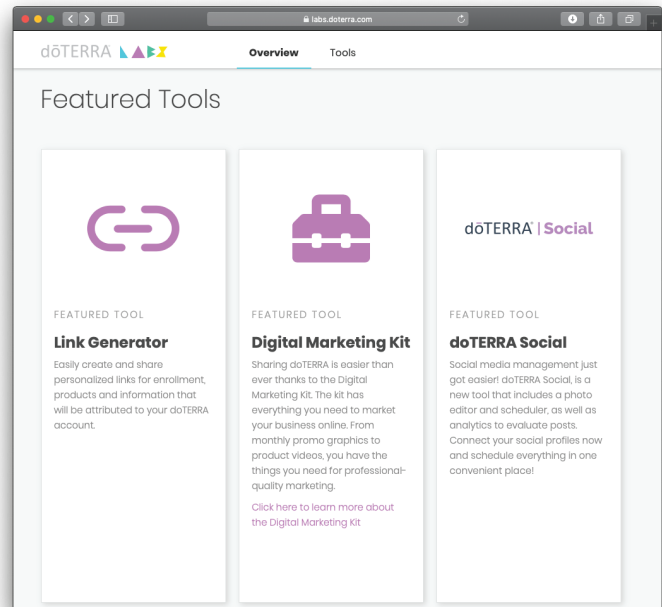 labs.doterra.com
dōTERRA LABS
Overview Tools
Featured Tools
dōTERRA® | Social
FEATURED TOOL
Link Generator
Easily create and share
personalized links for enrollment,
products and information that
will be attributed to your doTERRA
account.
FEATURED TOOL
Digital Marketing Kit
Sharing doTERRA is easier than
ever thanks to the Digital
Marketing Kit. The kit has
everything you need to market
your business online. From
monthly promo graphics to
product videos, you have the
things you need for professional-
quality marketing.
Click here to learn more about
the Digital Marketing Kit
FEATURED TOOL
doTERRA Social
Social media management just
got easier! doTERRA Social, is a
new tool that includes a photo
editor and scheduler, as well as
analytics to evaluate posts.
Connect your social profiles now
and schedule everything in one
convenient place!